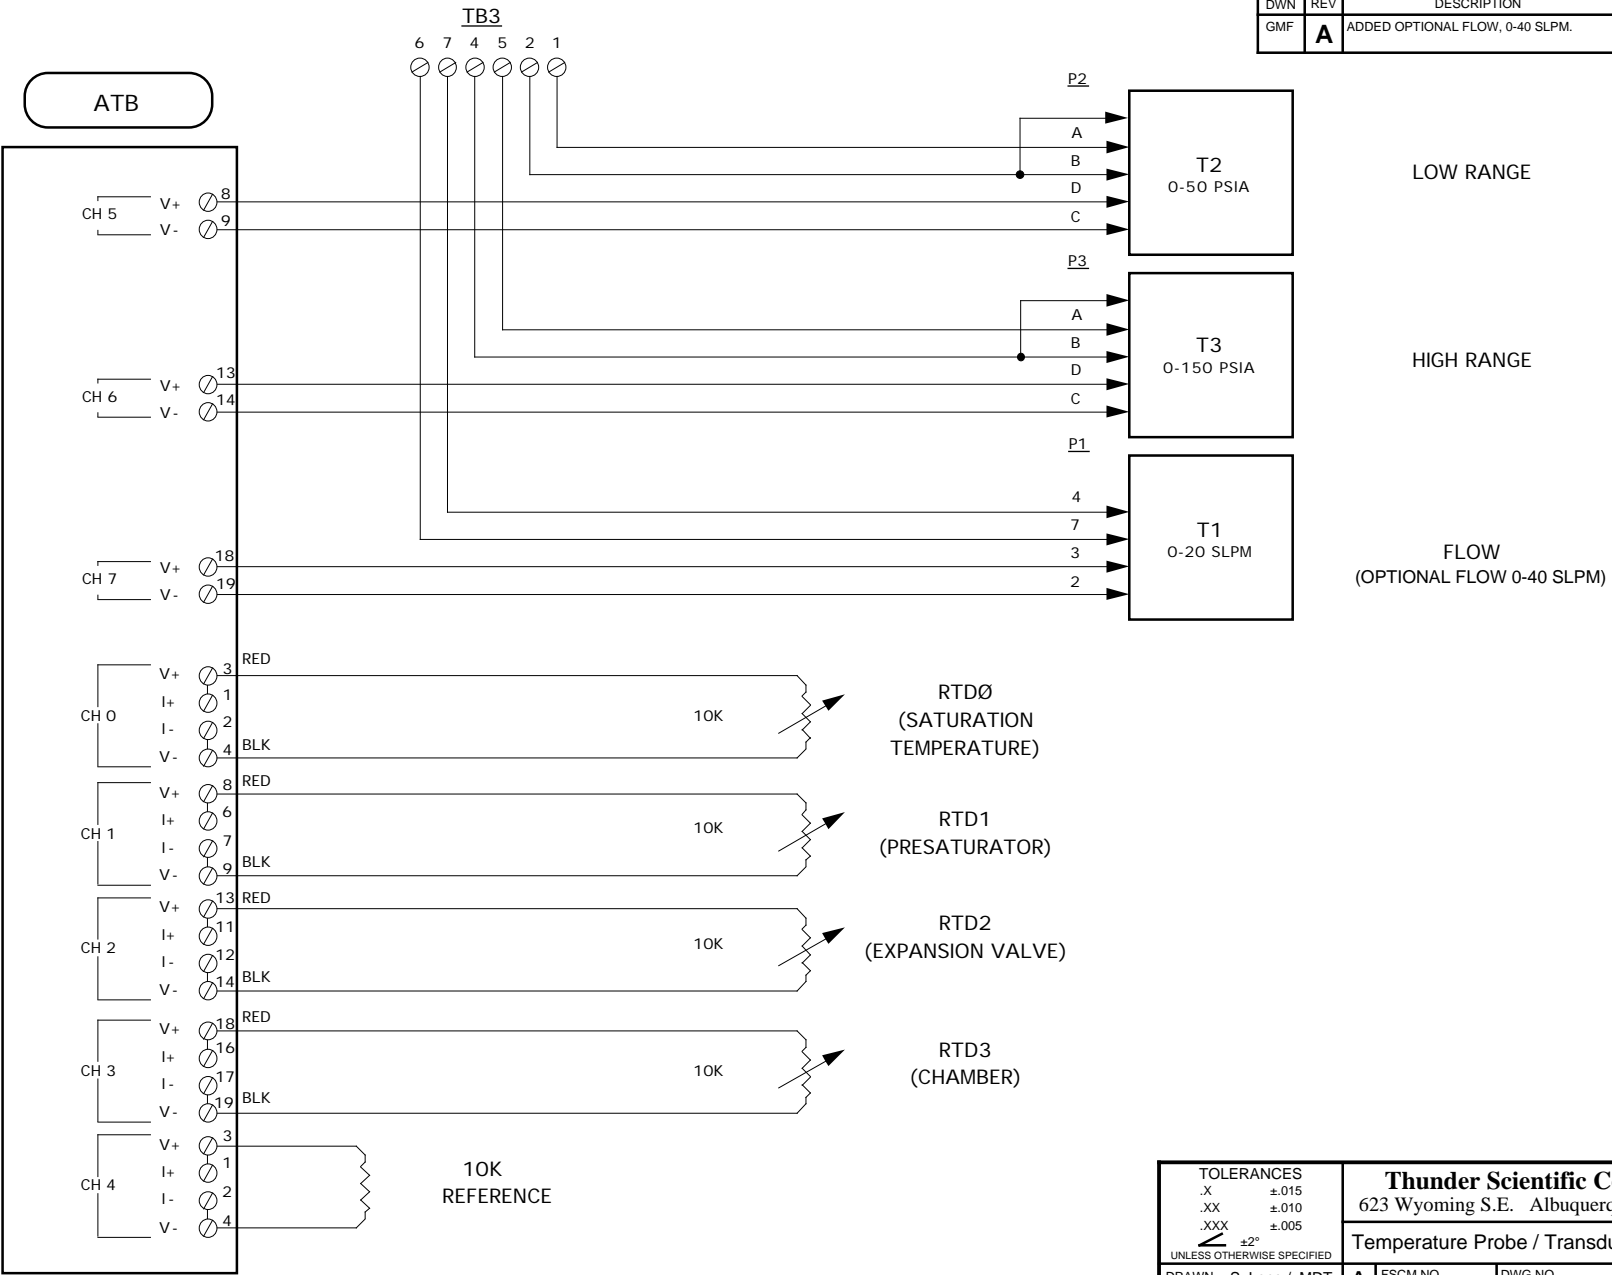 TB3
DWN REV DESCRIPTION
GMF A ADDED OPTIONAL FLOW, 0-40 SLPM.
6 7 4 5 2 1
ATB
P2
A
B
D
C
T2
0-50 PSIA
LOW RANGE
CH 5
V+ 8
V- 9
P3
A
B
D
C
T3
0-150 PSIA
HIGH RANGE
CH 6
V+ 13
V- 14
P1
4
7
3
2
T1
0-20 SLPM
FLOW
(OPTIONAL FLOW 0-40 SLPM)
CH 7
V+ 18
V- 19
CH 0
V+ 3 RED
I+ 1
I- 2
V- 4 BLK
10K
RTDØ
(SATURATION
TEMPERATURE)
CH 1
V+ 8 RED
I+ 6
I- 7
V- 9 BLK
10K
RTD1
(PRESATURATOR)
CH 2
V+ 13 RED
I+ 11
I- 12
V- 14 BLK
10K
RTD2
(EXPANSION VALVE)
CH 3
V+ 18 RED
I+ 16
I- 17
V- 19 BLK
10K
RTD3
(CHAMBER)
CH 4
V+ 3
I+ 1
I- 2
V- 4
10K
REFERENCE
TOLERANCES
.X ±.015
.XX ±.010
.XXX ±.005
±2°
UNLESS OTHERWISE SPECIFIED
Thunder Scientific
623 Wyoming S.E.
Temperature Probe /
A FSCM NO. DWG NO.